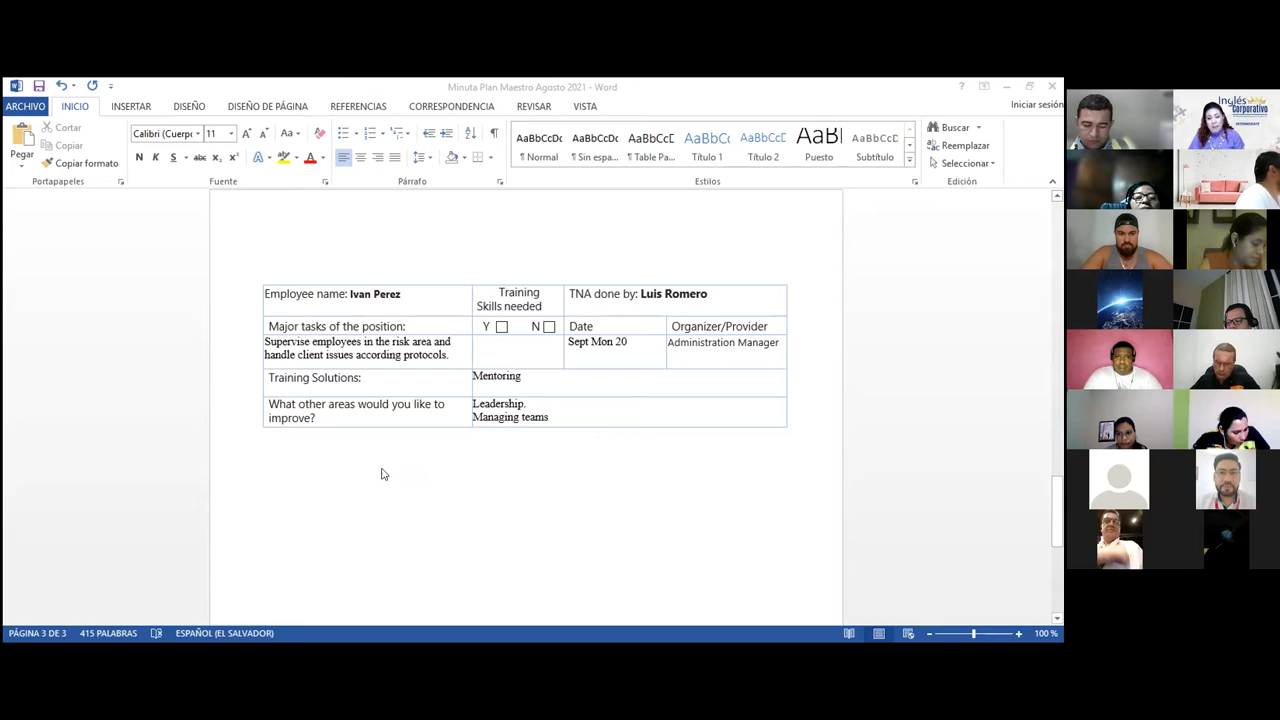 Minuta Plan Maestro Agosto 2021 - Word
ARCHIVO INICIO INSERTAR DISEÑO DISEÑO DE PÁGINA REFERENCIAS CORRESPONDENCIA REVISAR VISTA Iniciar sesión
Pegar
Cortar
Copiar
Copiar formato
Portapapeles
Calibri (Cuerpo 11
Fuente
Párrafo
AaBbCcDc AaBbCcDc AaBbCcD AaBbCc AaBbCcC AaBl AaBbCcD
¶ Normal ¶ Sin espa... ¶ Table Pa... Título 1 Título 2 Puesto Subtítulo
Estilos
Buscar
Reemplazar
Seleccionar
Edición
Employee name: Ivan Perez
Training
Skills needed
TNA done by: Luis Romero
Major tasks of the position: Y N Date Organizer/Provider
Supervise employees in the risk area and
handle client issues according protocols.
Sept Mon 20 Administration Manager
Training Solutions: Mentoring
What other areas would you like to
improve?
Leadership.
Managing teams
PÁGINA 3 DE 3 415 PALABRAS ESPAÑOL (EL SALVADOR) 100 %
Inglés
Corporativo
INTERMEDIATE